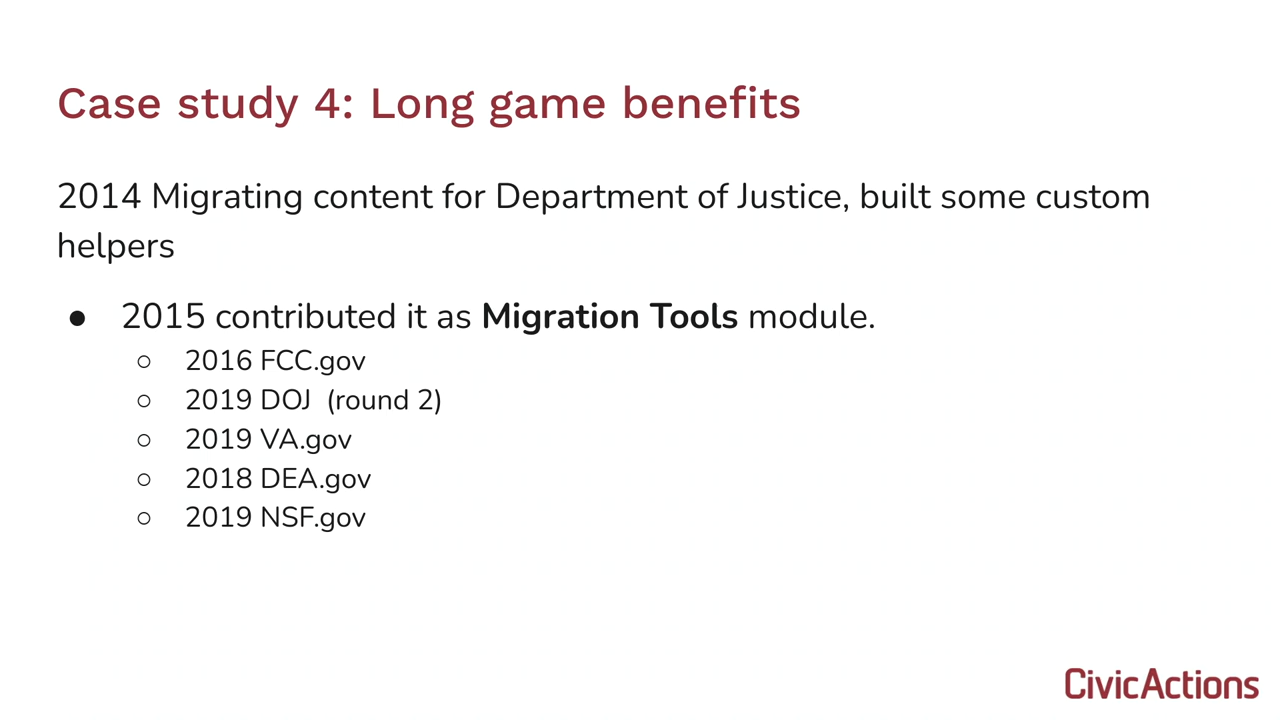 Case study 4: Long game benefits
2014 Migrating content for Department of Justice, built some custom
helpers
● 2015 contributed it as Migration Tools module.
○ 2016 FCC.gov
○ 2019 DOJ  (round 2)
○ 2019 VA.gov
○ 2018 DEA.gov
○ 2019 NSF.gov
CivicActions